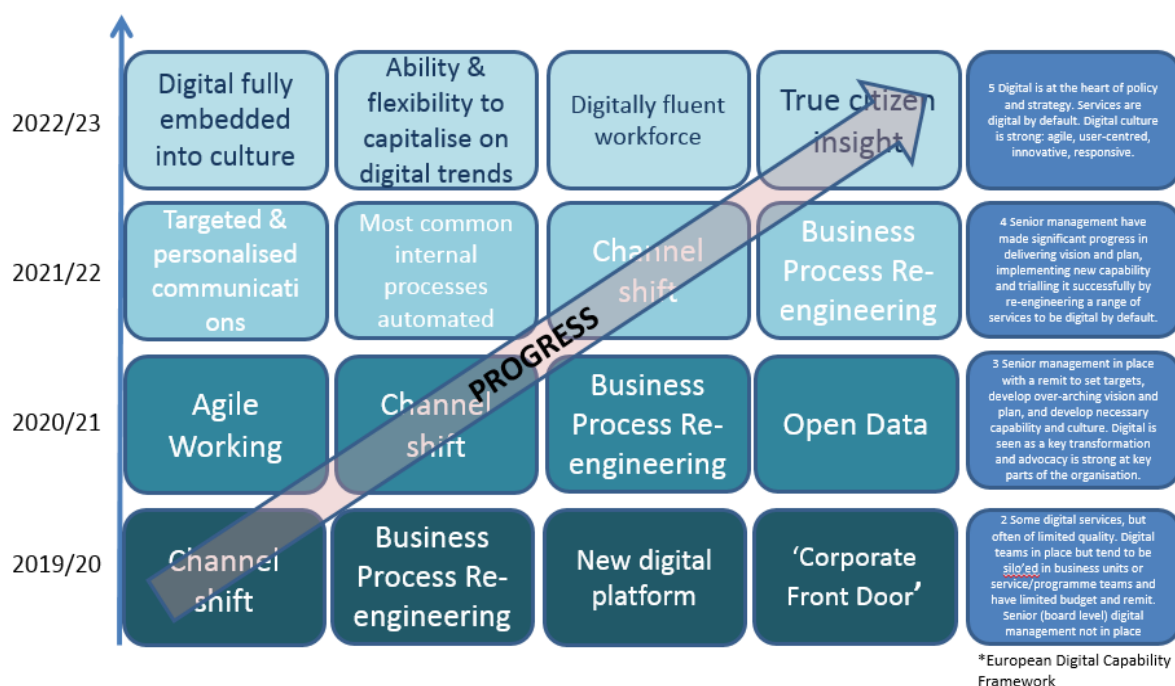 2022/23
Digital fully
embedded
into culture
Ability &
flexibility to
capitalise on
digital trends
Digitally fluent
workforce
True citizen
insight
5 Digital is at the heart of policy
and strategy. Services are
digital by default. Digital culture
is strong: agile, user-centred,
innovative, responsive.
2021/22
Targeted &
personalised
communicati
ons
Most common
internal
processes
automated
Channel
shift
Business
Process Re-
engineering
4 Senior management have
made significant progress in
delivering vision and plan,
implementing new capability
and trialling it successfully by
re-engineering a range of
services to be digital by default.
PROGRESS
2020/21
Agile
Working
Channel
shift
Business
Process Re-
engineering
Open Data
3 Senior management in place
with a remit to set targets,
develop over-arching vision and
plan, and develop necessary
capability and culture. Digital is
seen as a key transformation
and advocacy is strong at key
parts of the organisation.
2019/20
Channel
shift
Business
Process Re-
engineering
New digital
platform
‘Corporate
Front Door’
2 Some digital services, but
often of limited quality. Digital
teams in place but tend to be
silo’ed in business units or
service/programme teams and
have limited budget and remit.
Senior (board level) digital
management not in place
*European Digital Capability
Framework